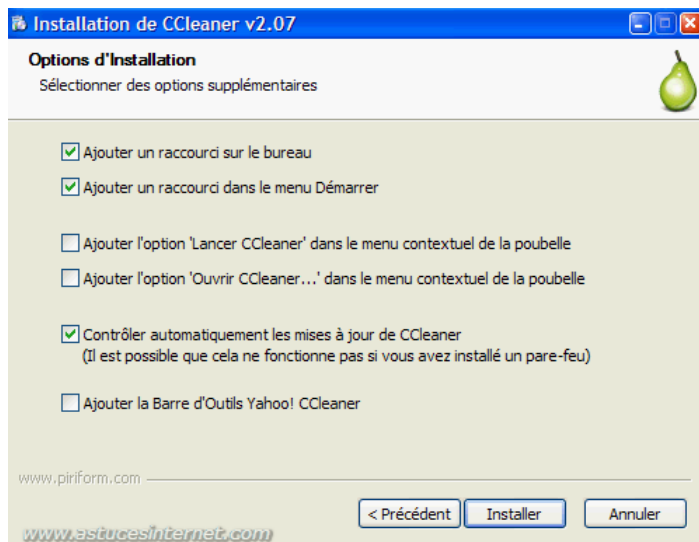 Installation de CCleaner v2.07
Options d'Installation
Sélectionner des options supplémentaires
Ajouter un raccourci sur le bureau
Ajouter un raccourci dans le menu Démarrer
Ajouter l'option 'Lancer CCleaner' dans le menu contextuel de la poubelle
Ajouter l'option 'Ouvrir CCleaner...' dans le menu contextuel de la poubelle
Contrôler automatiquement les mises à jour de CCleaner
(Il est possible que cela ne fonctionne pas si vous avez installé un pare-feu)
Ajouter la Barre d'Outils Yahoo! CCleaner
www.piriform.com
< Précédent
Installer
Annuler
www.astucesinternet.com